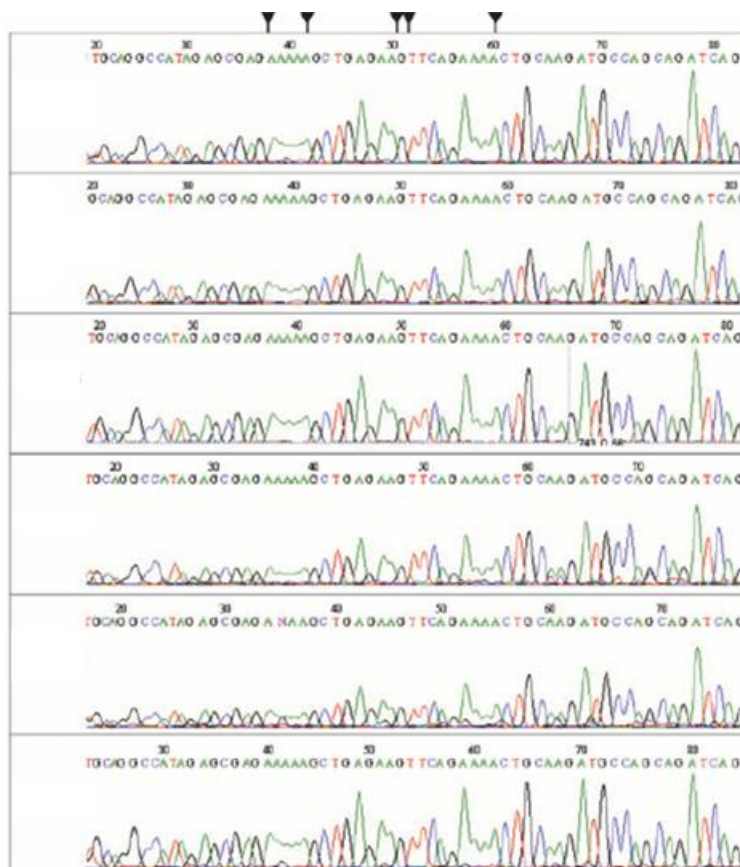 20 30 40 50 60 70 80
TGCAGGCCATAGAGCGAGAAAAAGCTGAGAAGTTCAGAAAACTGCAAGATGCCAGCAGATCAG
20 30 40 50 60 70 80
GCAGGCCATAGAGCGAGAAAAAGCTGAGAAGTTCAGAAAACTGCAAGATGCCAGCAGATCAG
20 30 40 50 60 70 80
TGCAGGCCATAGAGCGAGAAAAAGCTGAGAAGTTCAGAAAACTGCAAGATGCCAGCAGATCAG
20 30 40 50 60 70
TGCAGGCCATAGAGCGAGAAAAAGCTGAGAAGTTCAGAAAACTGCAAGATGCCAGCAGATCAG
20 30 40 50 60 70
TGCAGGCCATAGAGCGAGANAAGCTGAGAAGTTCAGAAAACTGCAAGATGCCAGCAGATCAG
30 40 50 60 70 80
TGCAGGCCATAGAGCGAGAAAAAGCTGAGAAGTTCAGAAAACTGCAAGATGCCAGCAGATCAG